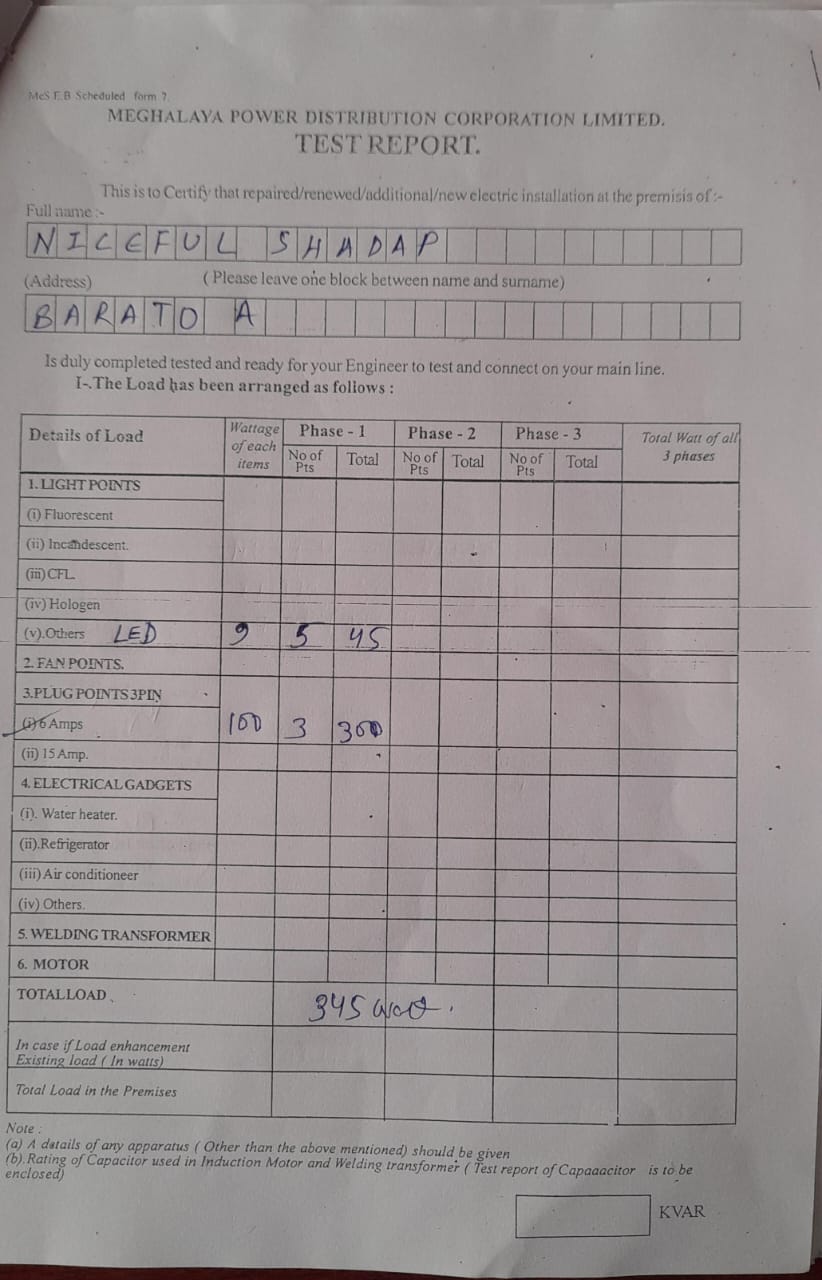 MeS E.B Scheduled form 7.
MEGHALAYA POWER DISTRIBUTION CORPORATION LIMITED.
TEST REPORT.
This is to Certify that repaired/renewed/additional/new electric installation at the premisis of :-
Full name :-
NICEFUL SHADAP
(Address) ( Please leave one block between name and surname)
BARATO A
Is duly completed tested and ready for your Engineer to test and connect on your main line.
I-.The Load has been arranged as follows :
Details of Load Wattage of each items Phase - 1 Phase - 2 Phase - 3 Total Watt of all 3 phases
No of Pts Total No of Pts Total No of Pts Total
1. LIGHT POINTS
(i) Fluorescent
(ii) Incandescent.
(iii) CFL.
(iv) Hologen
(v).Others LED 9 5 45
2. FAN POINTS.
3.PLUG POINTS 3PIN
(i) 6 Amps 100 3 300
(ii) 15 Amp.
4. ELECTRICAL GADGETS
(i). Water heater.
(ii).Refrigerator
(iii) Air conditioneer
(iv) Others.
5. WELDING TRANSFORMER
6. MOTOR
TOTAL LOAD 345 watt.
In case if Load enhancement
Existing load ( In watts)
Total Load in the Premises
Note :
(a) A datails of any apparatus ( Other than the above mentioned) should be given
(b).Rating of Capacitor used in Induction Motor and Welding transformer ( Test report of Capaaacitor is to be
enclosed)
KVAR